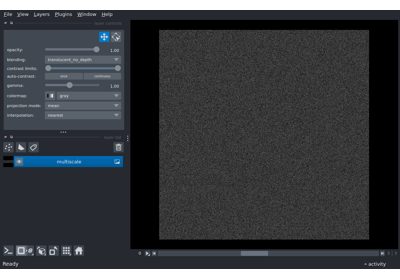 File View Layers Plugins Window Help
layer controls
opacity: 1.00
blending: translucent_no_depth
contrast limits:
auto-contrast: once continuous
gamma: 1.00
colormap: gray
projection mode: mean
interpolation: nearest
layer list
multiscale
Ready activity